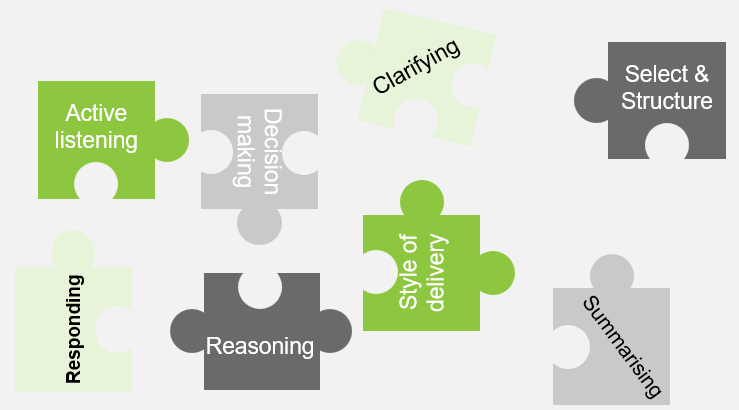 Active
listening
Decision
making
Clarifying
Select &
Structure
Responding
Reasoning
Style of
delivery
Summarising